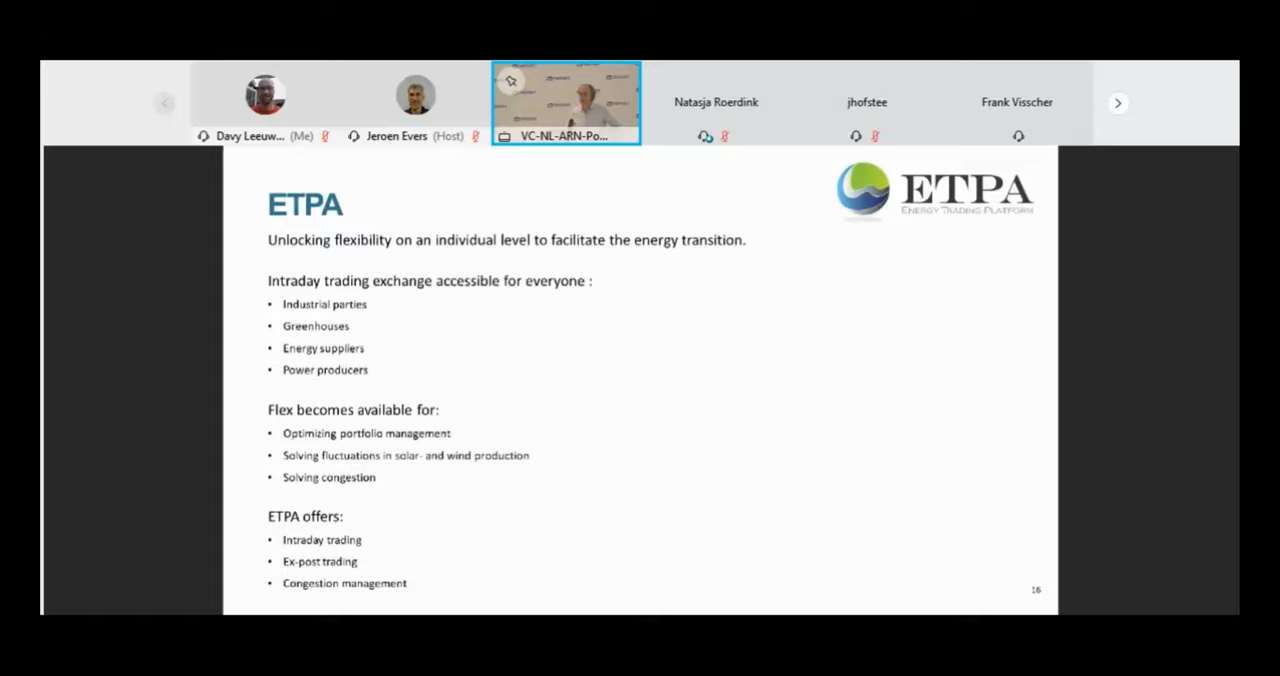 Davy Leeuw... (Me)
Jeroen Evers (Host)
VC-NL-ARN-Po...
Natasja Roerdink
jhofstee
Frank Visscher
ETPA
ETPA
ENERGY TRADING PLATFORM
Unlocking flexibility on an individual level to facilitate the energy transition.
Intraday trading exchange accessible for everyone :
• Industrial parties
• Greenhouses
• Energy suppliers
• Power producers
Flex becomes available for:
• Optimizing portfolio management
• Solving fluctuations in solar- and wind production
• Solving congestion
ETPA offers:
• Intraday trading
• Ex-post trading
• Congestion management
16